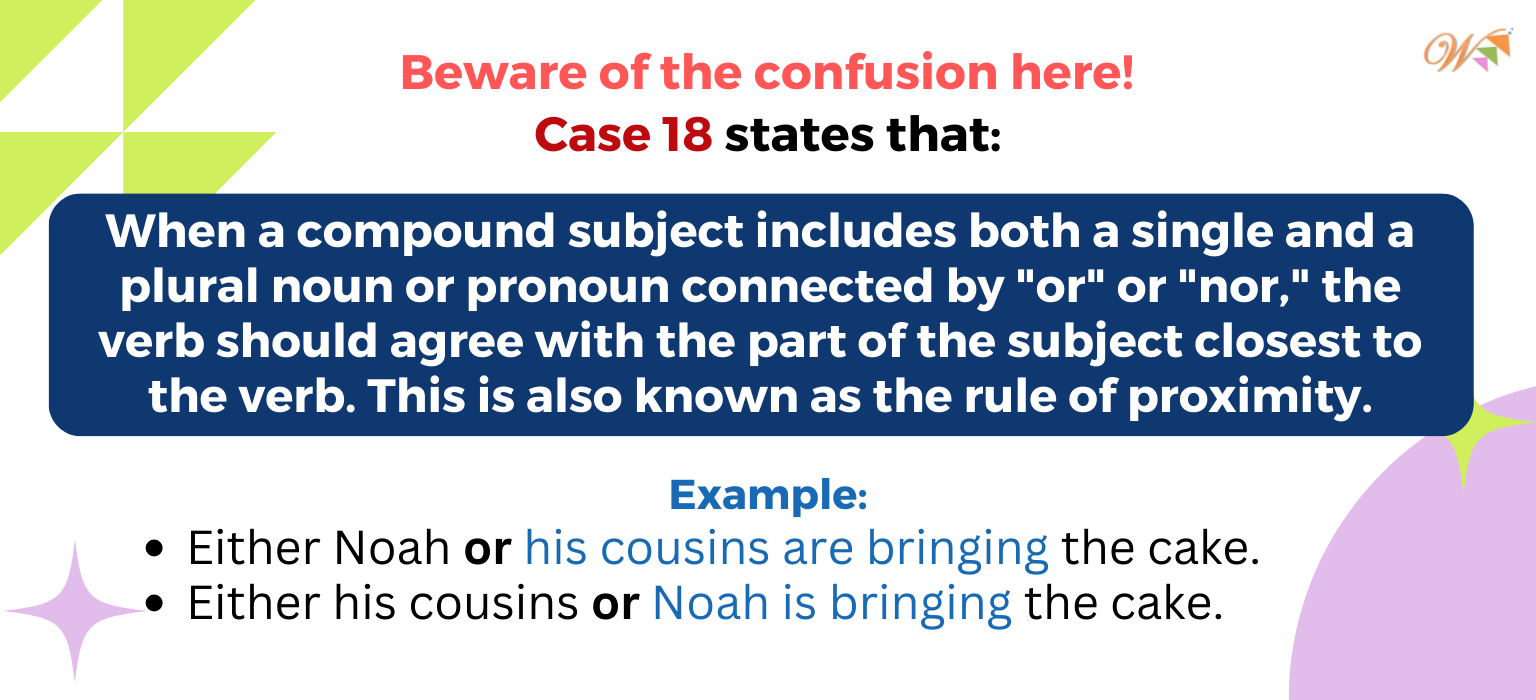 Beware of the confusion here!
Case 18 states that:
When a compound subject includes both a single and a
plural noun or pronoun connected by "or" or "nor," the
verb should agree with the part of the subject closest to
the verb. This is also known as the rule of proximity.
Example:
• Either Noah or his cousins are bringing the cake.
• Either his cousins or Noah is bringing the cake.